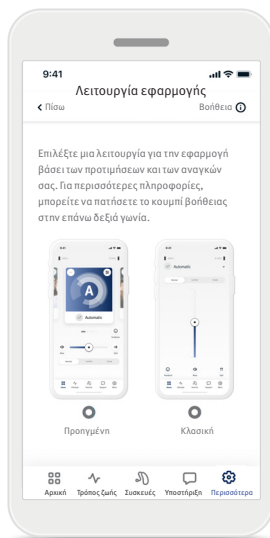 9:41
Λειτουργία εφαρμογής
Πίσω
Βοήθεια
Επιλέξτε μια λειτουργία για την εφαρμογή
βάσει των προτιμήσεων και των αναγκών
σας. Για περισσότερες πληροφορίες,
μπορείτε να πατήσετε το κουμπί βοήθειας
στην επάνω δεξιά γωνία.
A
Automatic
Automatic
Προηγμένη
Κλασική
Αρχική
Τρόπος ζωής
Συσκευές
Υποστήριξη
Περισσότερα